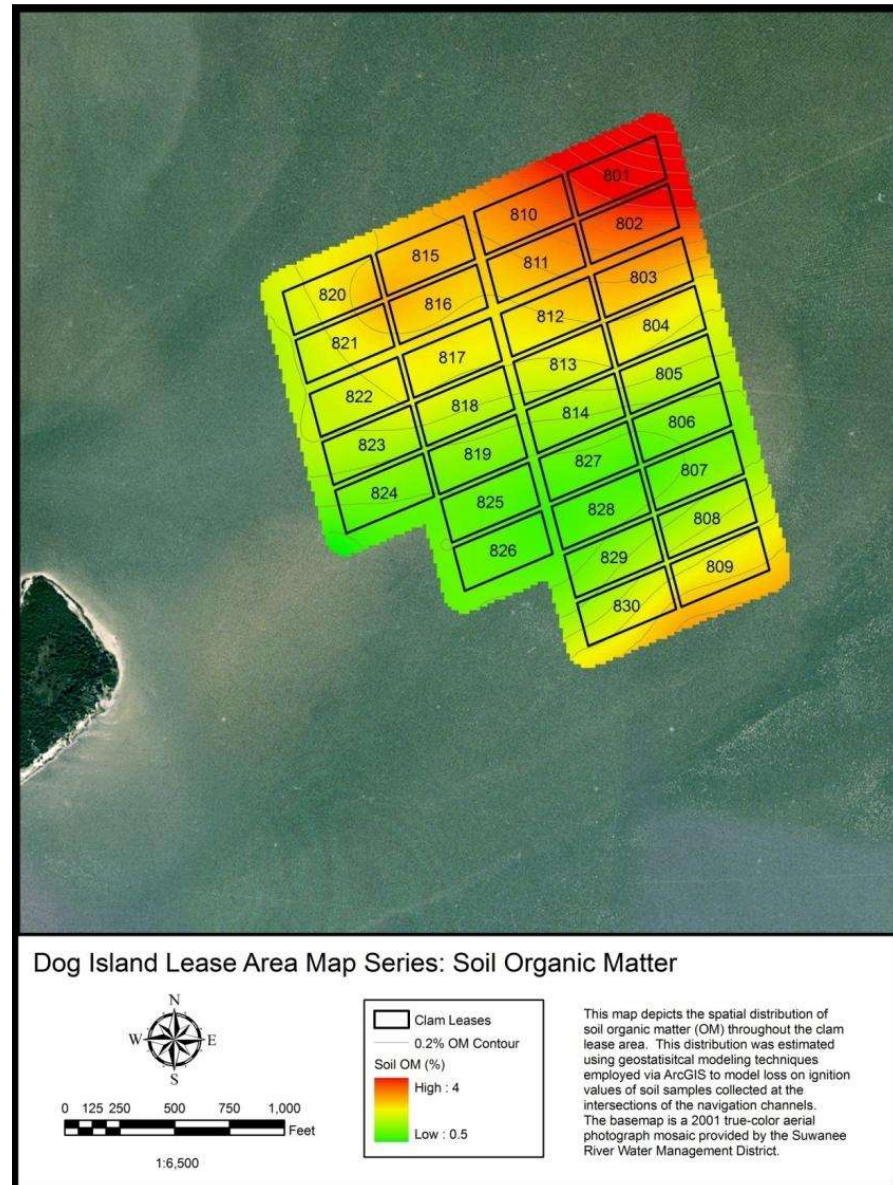 801
810
802
815
811
803
820
816
812
804
821
817
813
805
822
818
814
806
823
819
827
807
824
825
828
808
826
829
809
830
Dog Island Lease Area Map Series: Soil Organic Matter
N
W E
S
0 125 250 500 750 1,000
Feet
1:6,500
Clam Leases
0.2% OM Contour
Soil OM (%)
High : 4
Low : 0.5
This map depicts the spatial distribution of
soil organic matter (OM) throughout the clam
lease area. This distribution was estimated
using geostatisitcal modeling techniques
employed via ArcGIS to model loss on ignition
values of soil samples collected at the
intersections of the navigation channels.
The basemap is a 2001 true-color aerial
photograph mosaic provided by the Suwanee
River Water Management District.